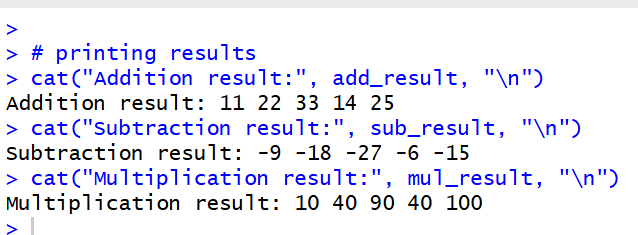 >
> # printing results
> cat("Addition result:", add_result, "\n")
Addition result: 11 22 33 14 25
> cat("Subtraction result:", sub_result, "\n")
Subtraction result: -9 -18 -27 -6 -15
> cat("Multiplication result:", mul_result, "\n")
Multiplication result: 10 40 90 40 100
>